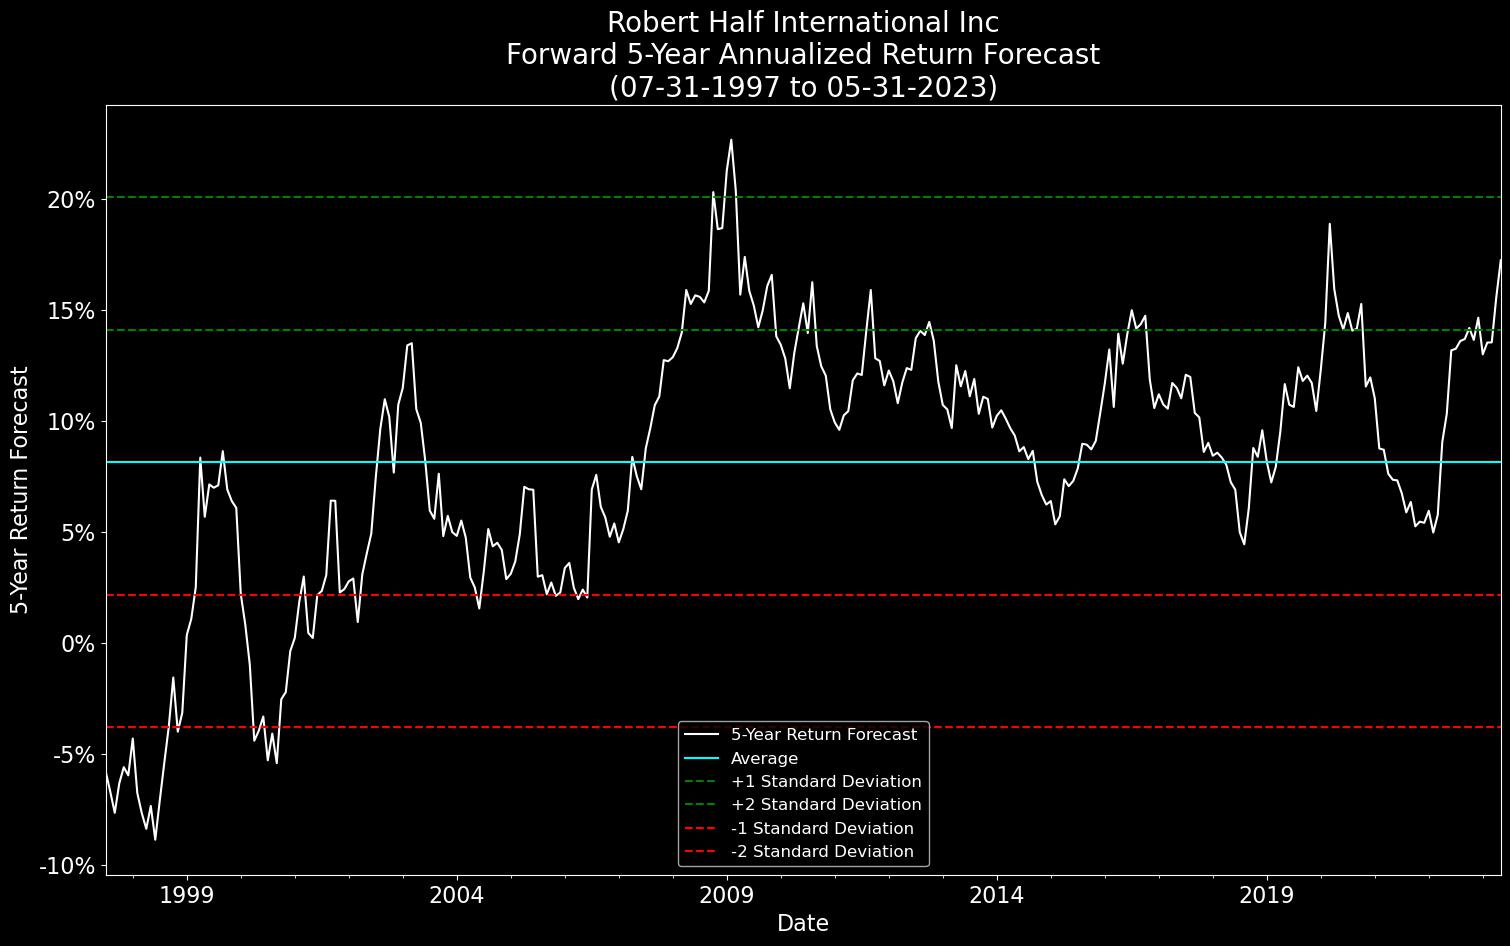 Robert Half International Inc
Forward 5-Year Annualized Return Forecast
(07-31-1997 to 05-31-2023)
5-Year Return Forecast
20%
15%
10%
5%
0%
-5%
-10%
5-Year Return Forecast
Average
+1 Standard Deviation
+2 Standard Deviation
-1 Standard Deviation
-2 Standard Deviation
1999
2004
2009
2014
2019
Date